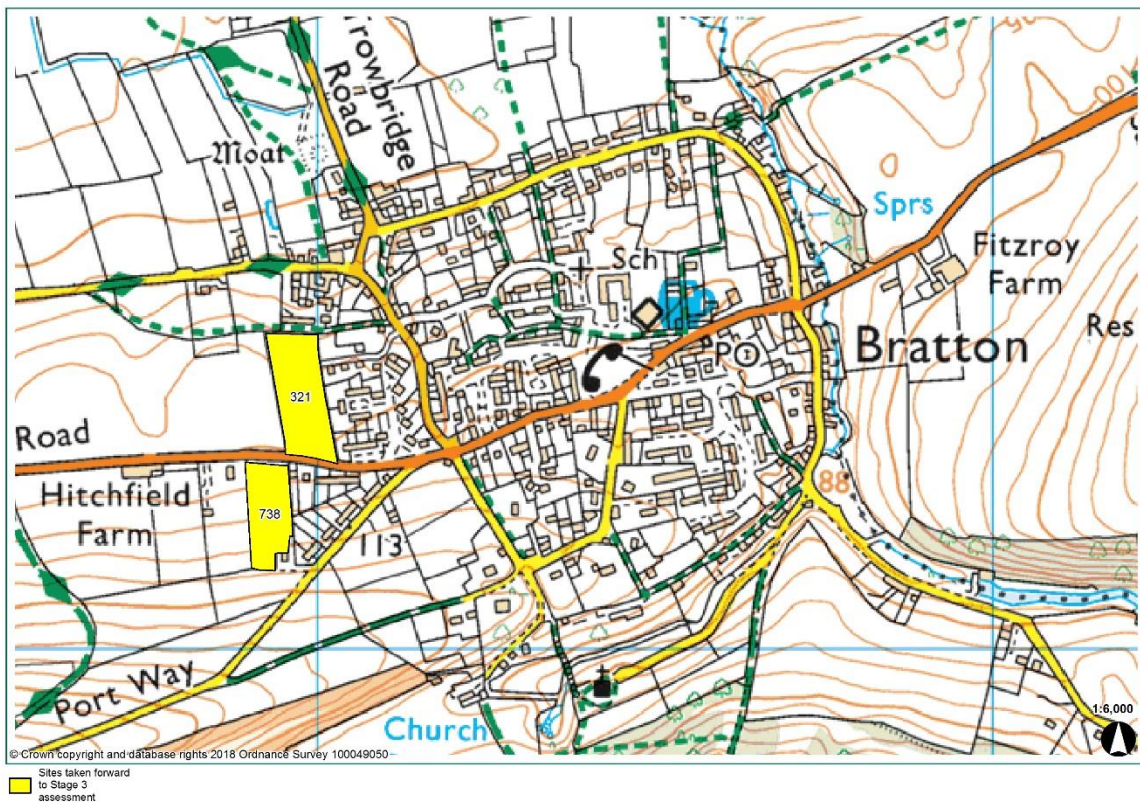 Trowbridge
Road
Moat
Sprs
Sch
Fitzroy
Farm
Res
PO
Bratton
321
Road
Hitchfield
Farm
738
113
88
100
Port Way
Church
1:6,000
© Crown copyright and database rights 2018 Ordnance Survey 100049050
Sites taken forward
to Stage 3
assessment